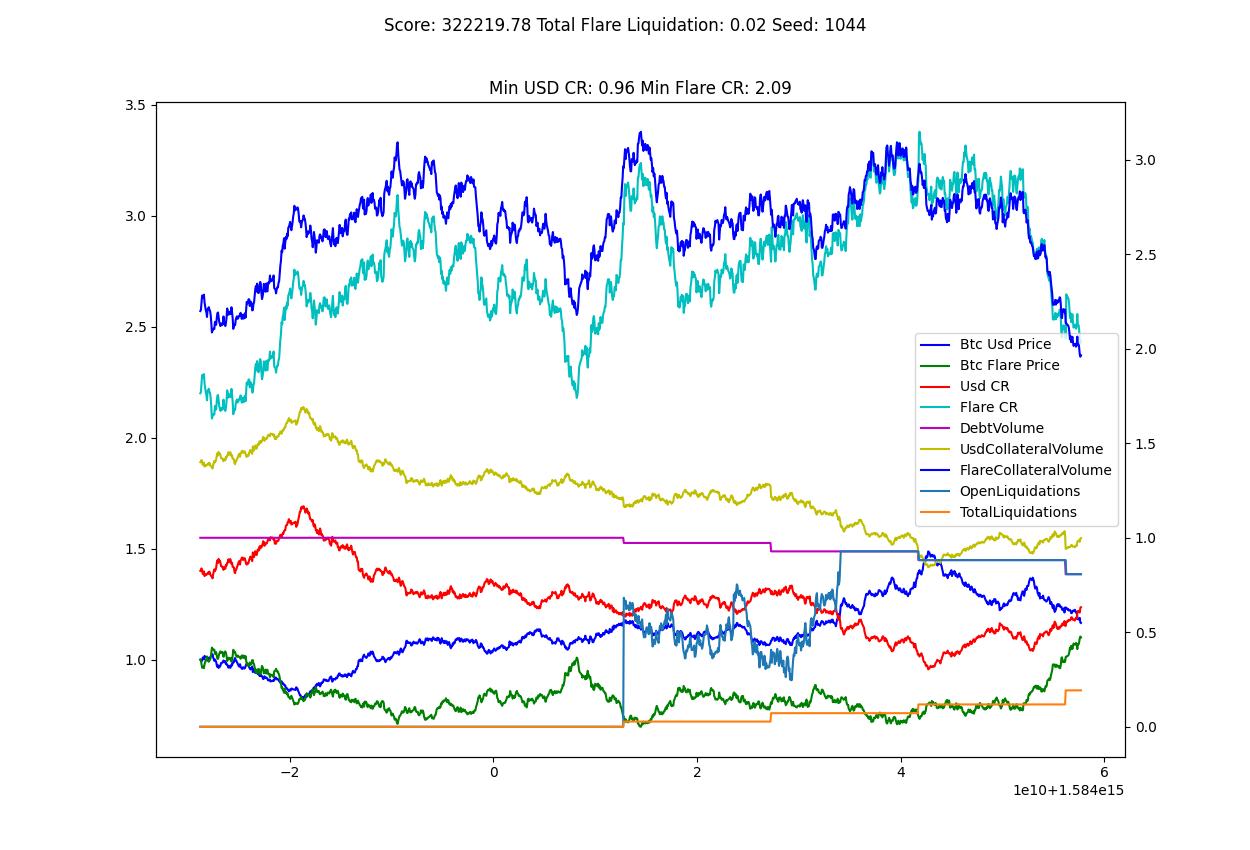 Score: 322219.78 Total Flare Liquidation: 0.02 Seed: 1044
Min USD CR: 0.96 Min Flare CR: 2.09
3.5
3.0
2.5
2.0
1.5
1.0
3.0
2.5
2.0
1.5
1.0
0.5
0.0
Btc Usd Price
Btc Flare Price
Usd CR
Flare CR
DebtVolume
UsdCollateralVolume
FlareCollateralVolume
OpenLiquidations
TotalLiquidations
−2
0
2
4
6
1e10+1.584e15